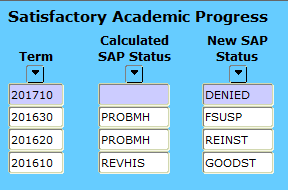 Satisfactory Academic Progress
Calculated New SAP
Term SAP Status Status
201710 DENIED
201630 PROBMH FSUSP
201620 PROBMH REINST
201610 REVHIS GOODST